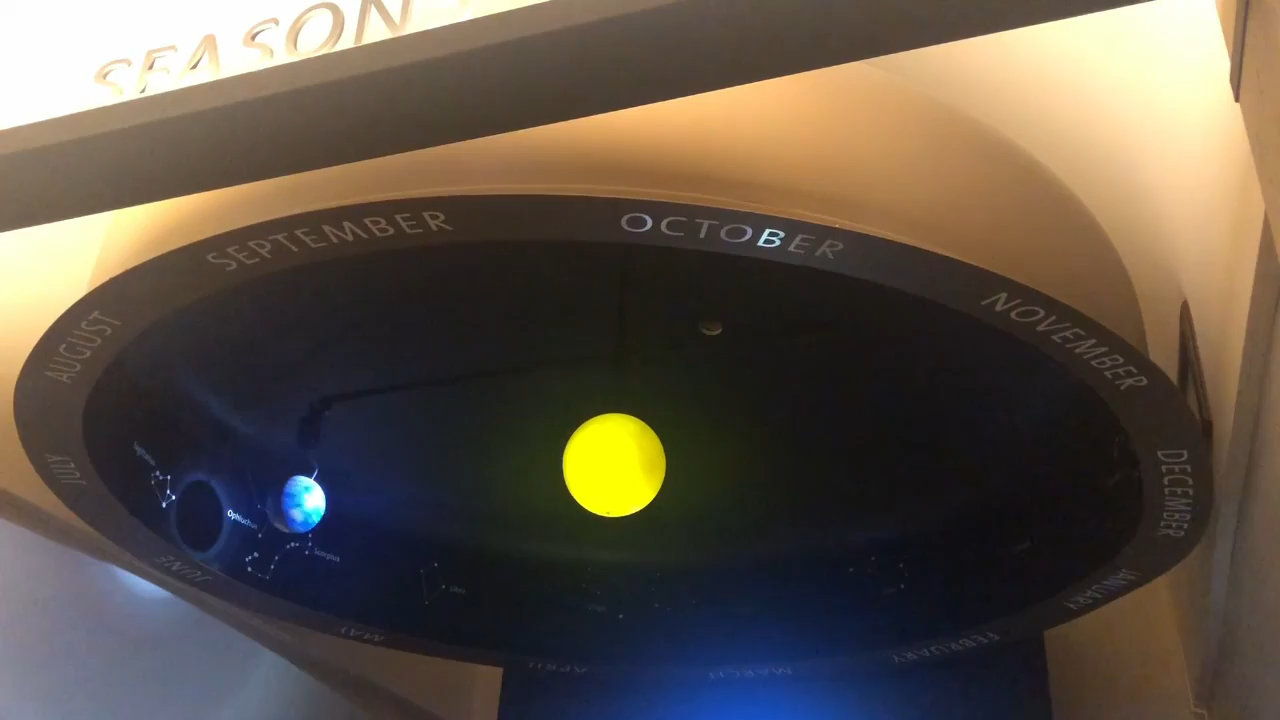 SEASON
SEPTEMBER
OCTOBER
NOVEMBER
DECEMBER
JANUARY
FEBRUARY
MARCH
APRIL
MAY
JUNE
JULY
AUGUST
Ophiuchus
Scorpius